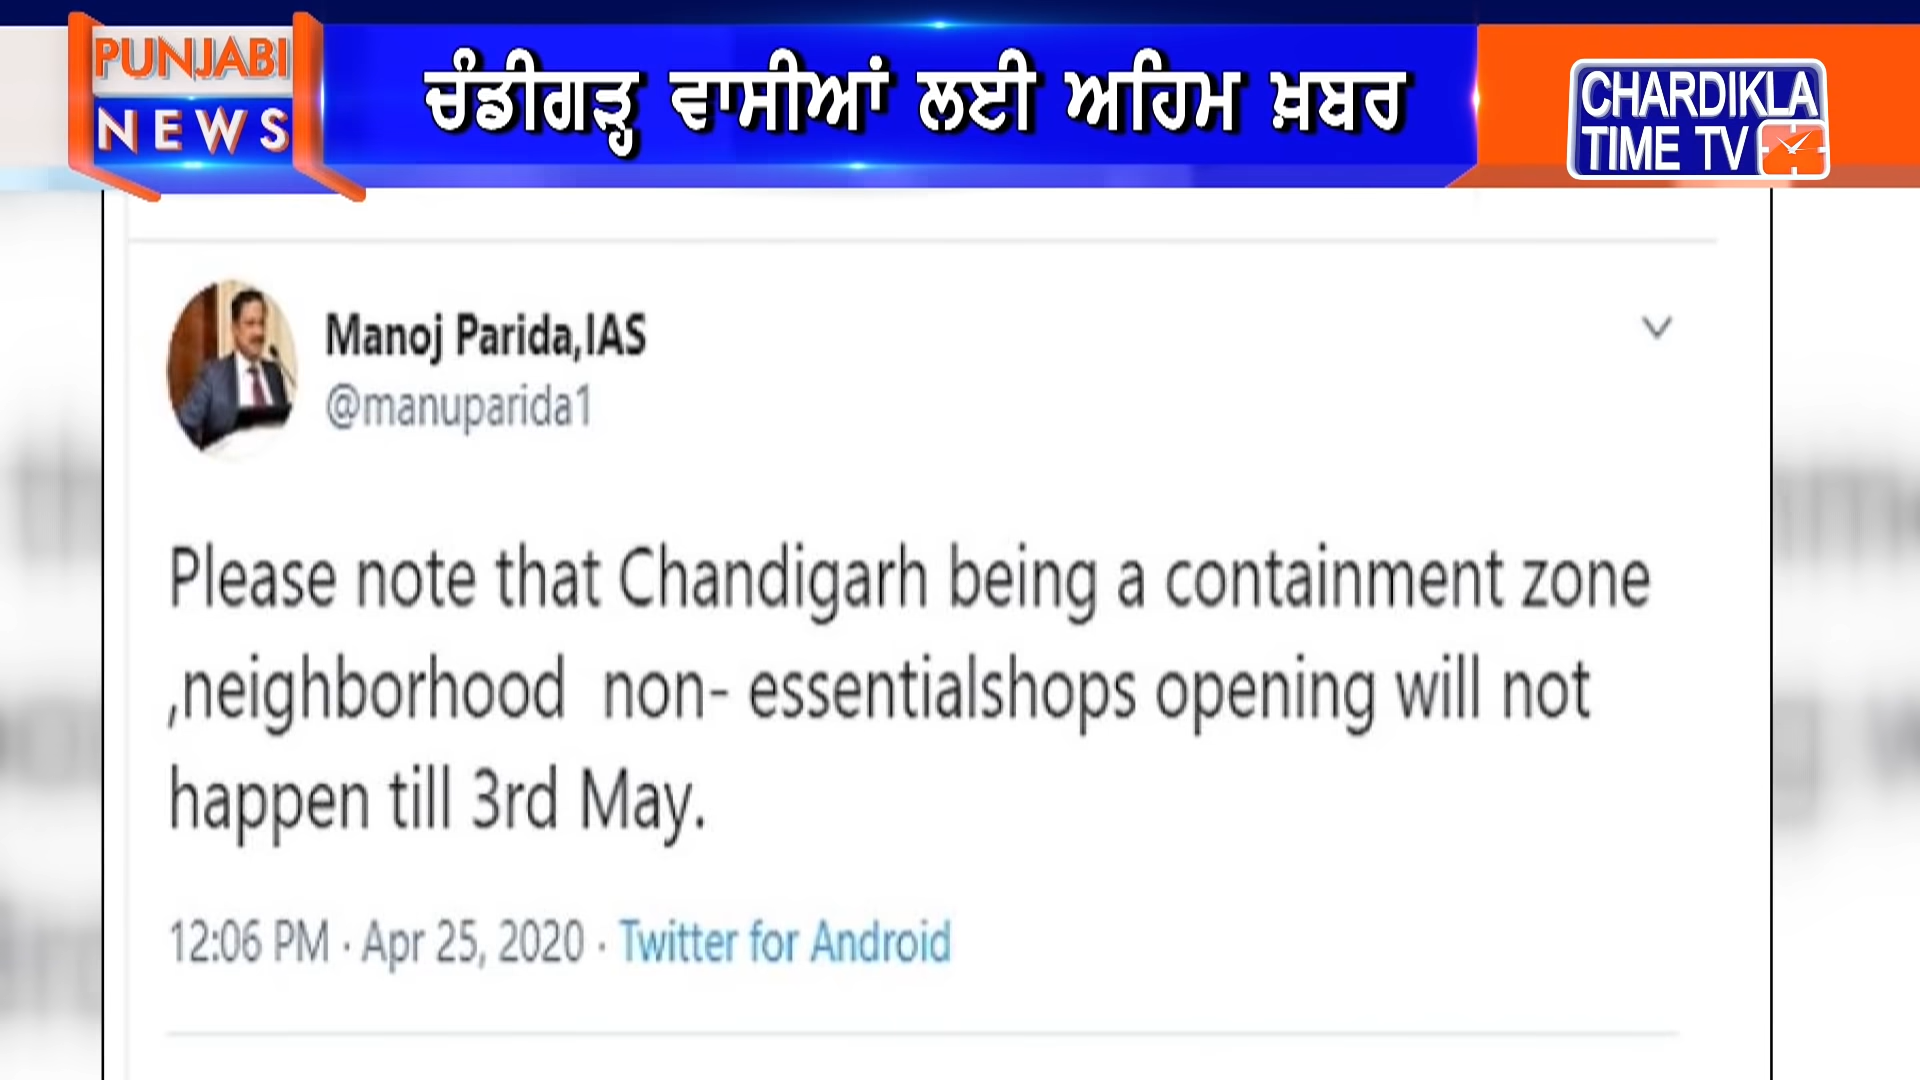 PUNJABI
NEWS
ਚੰਡੀਗੜ੍ਹ ਵਾਸੀਆਂ ਲਈ ਅਹਿਮ ਖ਼ਬਰ
CHARDIKLA
TIME TV
Manoj Parida,IAS
@manuparida1
Please note that Chandigarh being a containment zone
,neighborhood  non- essentialshops opening will not
happen till 3rd May.
12:06 PM · Apr 25, 2020 · Twitter for Android